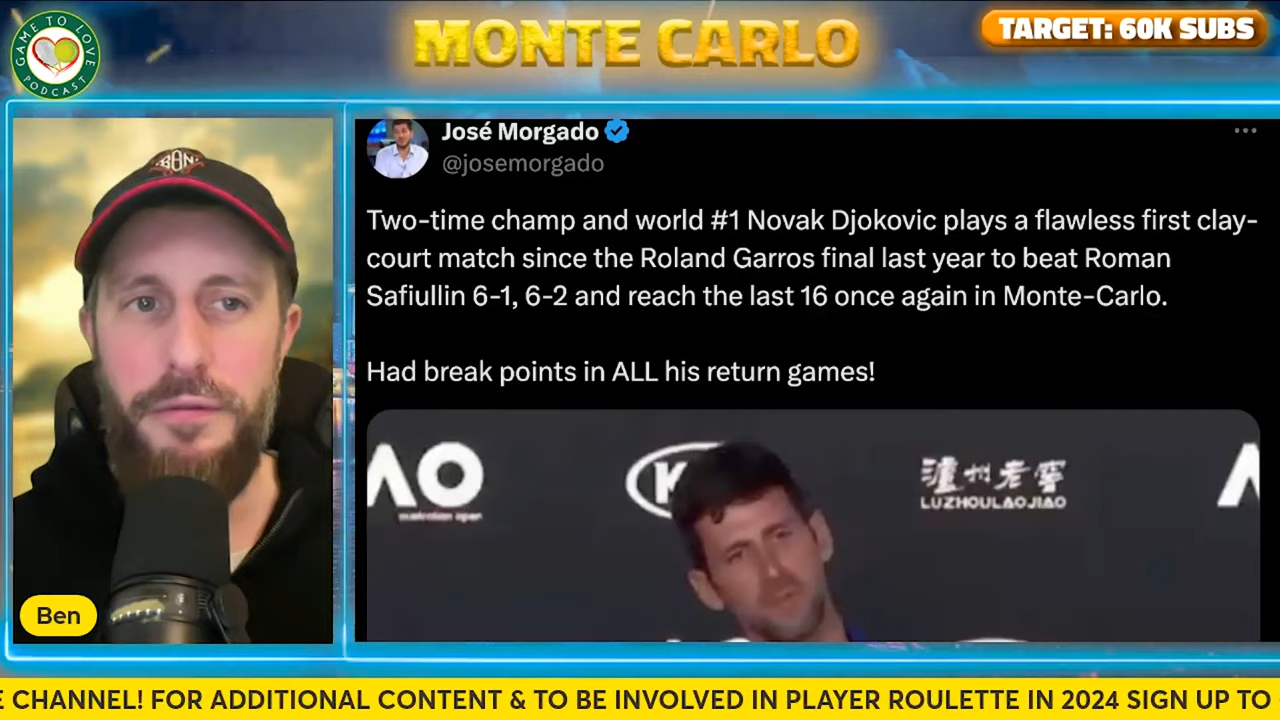 GAME TO LOVE
PODCAST
MONTE CARLO
TARGET: 60K SUBS
BON
José Morgado
@josemorgado
Two-time champ and world #1 Novak Djokovic plays a flawless first clay-
court match since the Roland Garros final last year to beat Roman
Safiullin 6-1, 6-2 and reach the last 16 once again in Monte-Carlo.
Had break points in ALL his return games!
AO
australian open
K
泸州老窖
LUZHOULAOJIAO
A
Ben
E CHANNEL! FOR ADDITIONAL CONTENT & TO BE INVOLVED IN PLAYER ROULETTE IN 2024 SIGN UP TO